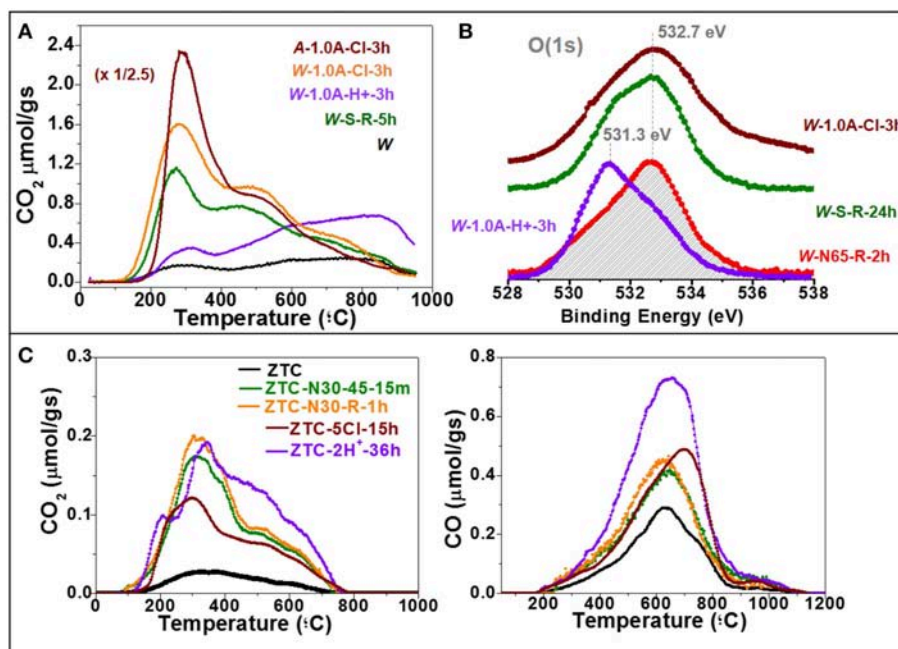 A
CO₂ μmol/gs
2.4
2.0
1.6
1.2
0.8
0.4
0.0
(x 1/2.5)
A-1.0A-Cl-3h
W-1.0A-Cl-3h
W-1.0A-H+-3h
W-S-R-5h
W
0 200 400 600 800 1000
Temperature (°C)
B
O(1s)
532.7 eV
531.3 eV
W-1.0A-Cl-3h
W-S-R-24h
W-1.0A-H+-3h
W-N65-R-2h
528 530 532 534 536 538
Binding Energy (eV)
C
CO₂ (μmol/gs)
0.3
0.2
0.1
0.0
ZTC
ZTC-N30-45-15m
ZTC-N30-R-1h
ZTC-5Cl-15h
ZTC-2H⁺-36h
0 200 400 600 800 1000
Temperature (°C)
CO (μmol/gs)
0.8
0.6
0.4
0.2
0.0
200 400 600 800 1000 1200
Temperature (°C)